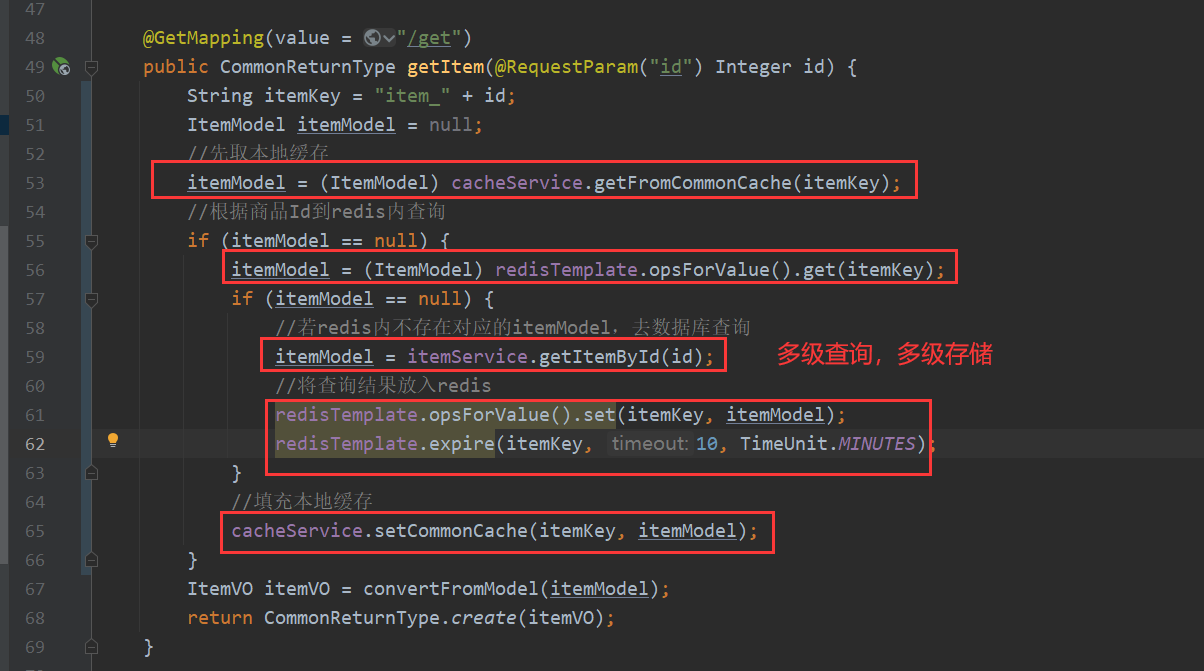 47
48 @GetMapping(value = "/get")
49 public CommonReturnType getItem(@RequestParam("id") Integer id) {
50 String itemKey = "item_" + id;
51 ItemModel itemModel = null;
52 //先取本地缓存
53 itemModel = (ItemModel) cacheService.getFromCommonCache(itemKey);
54 //根据商品Id到redis内查询
55 if (itemModel == null) {
56 itemModel = (ItemModel) redisTemplate.opsForValue().get(itemKey);
57 if (itemModel == null) {
58 //若redis内不存在对应的itemModel，去数据库查询
59 itemModel = itemService.getItemById(id); 多级查询，多级存储
60 //将查询结果放入redis
61 redisTemplate.opsForValue().set(itemKey, itemModel);
62 redisTemplate.expire(itemKey, timeout: 10, TimeUnit.MINUTES);
63 }
64 //填充本地缓存
65 cacheService.setCommonCache(itemKey, itemModel);
66 }
67 ItemVO itemVO = convertFromModel(itemModel);
68 return CommonReturnType.create(itemVO);
69 }